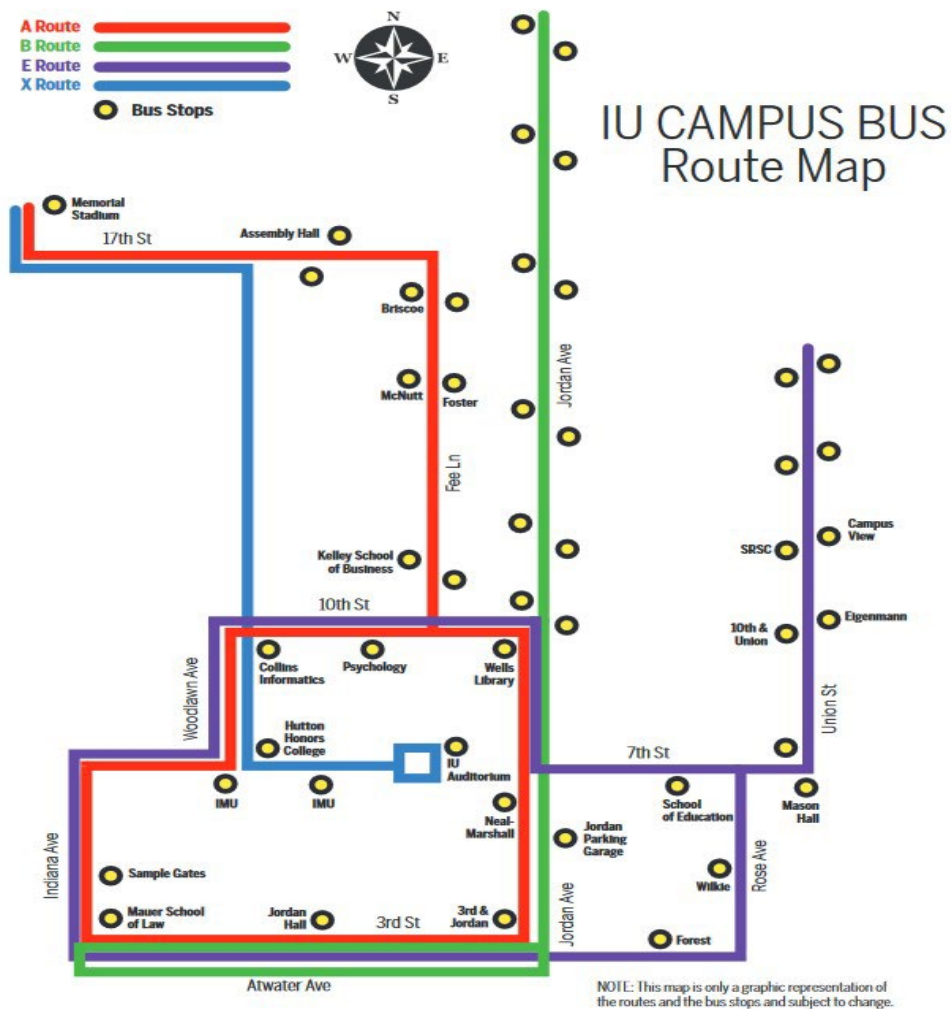 A Route
B Route
E Route
X Route
Bus Stops
N
W
E
S
IU CAMPUS BUS
Route Map
Memorial
Stadium
17th St
Assembly Hall
Briscoe
McNutt
Foster
Fee Ln
Jordan Ave
Kelley School
of Business
10th St
SRSC
Campus
View
10th &
Union
Eigenmann
Union St
Woodlawn Ave
Collins
Informatics
Psychology
Wells
Library
Hutton
Honors
College
IU
Auditorium
IMU
IMU
7th St
School
of Education
Mason
Hall
Neal-
Marshall
Jordan
Parking
Garage
Indiana Ave
Sample Gates
Mauer School
of Law
Jordan
Hall
3rd St
3rd &
Jordan
Jordan Ave
Wilkie
Rose Ave
Forest
Atwater Ave
NOTE: This map is only a graphic representation of
the routes and the bus stops and subject to change.